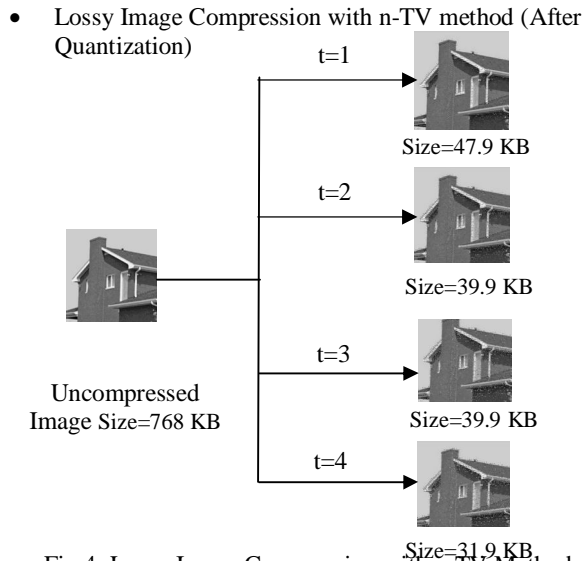 • Lossy Image Compression with n-TV method (After
Quantization)
t=1
Size=47.9 KB
t=2
Size=39.9 KB
t=3
Uncompressed
Image Size=768 KB
Size=39.9 KB
t=4
Size=31.9 KB